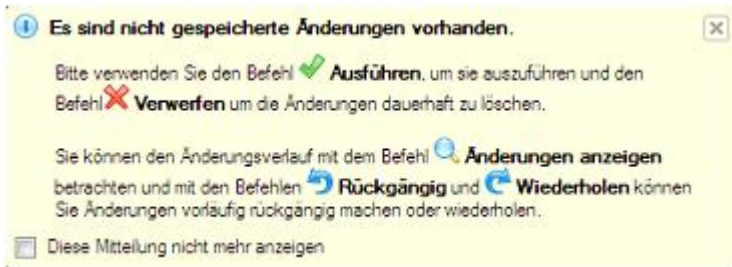 Es sind nicht gespeicherte Änderungen vorhanden.
Bitte verwenden Sie den Befehl Ausführen, um sie auszuführen und den
Befehl Verwerfen um die Änderungen dauerhaft zu löschen.
Sie können den Änderungsverlauf mit dem Befehl Änderungen anzeigen
betrachten und mit den Befehlen Rückgängig und Wiederholen können
Sie Änderungen vorläufig rückgängig machen oder wiederholen.
Diese Mitteilung nicht mehr anzeigen